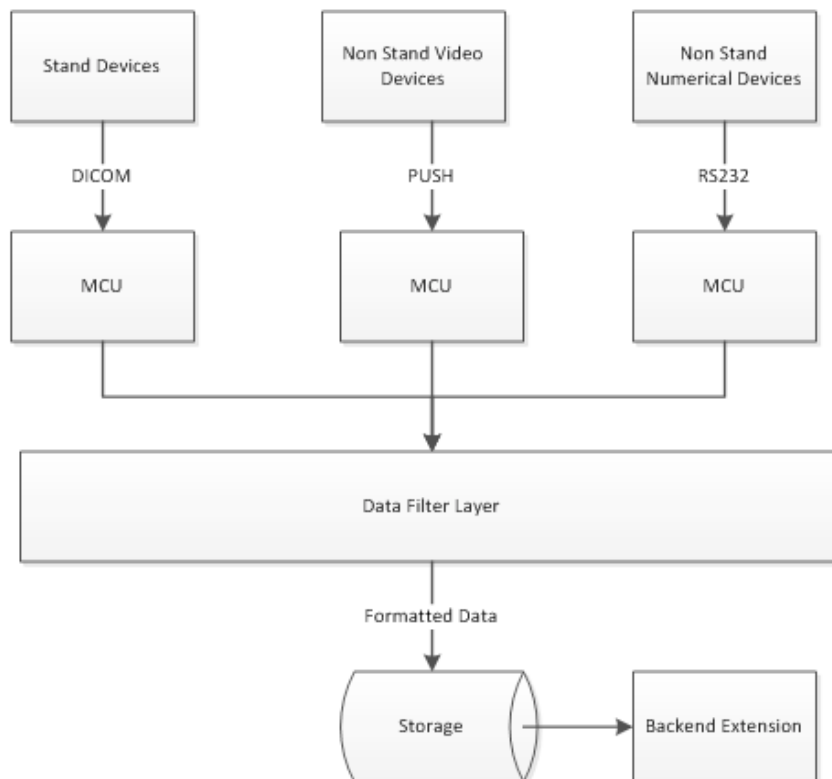 Stand Devices
Non Stand Video
Devices
Non Stand
Numerical Devices
DICOM
PUSH
RS232
MCU
MCU
MCU
Data Filter Layer
Formatted Data
Storage
Backend Extension